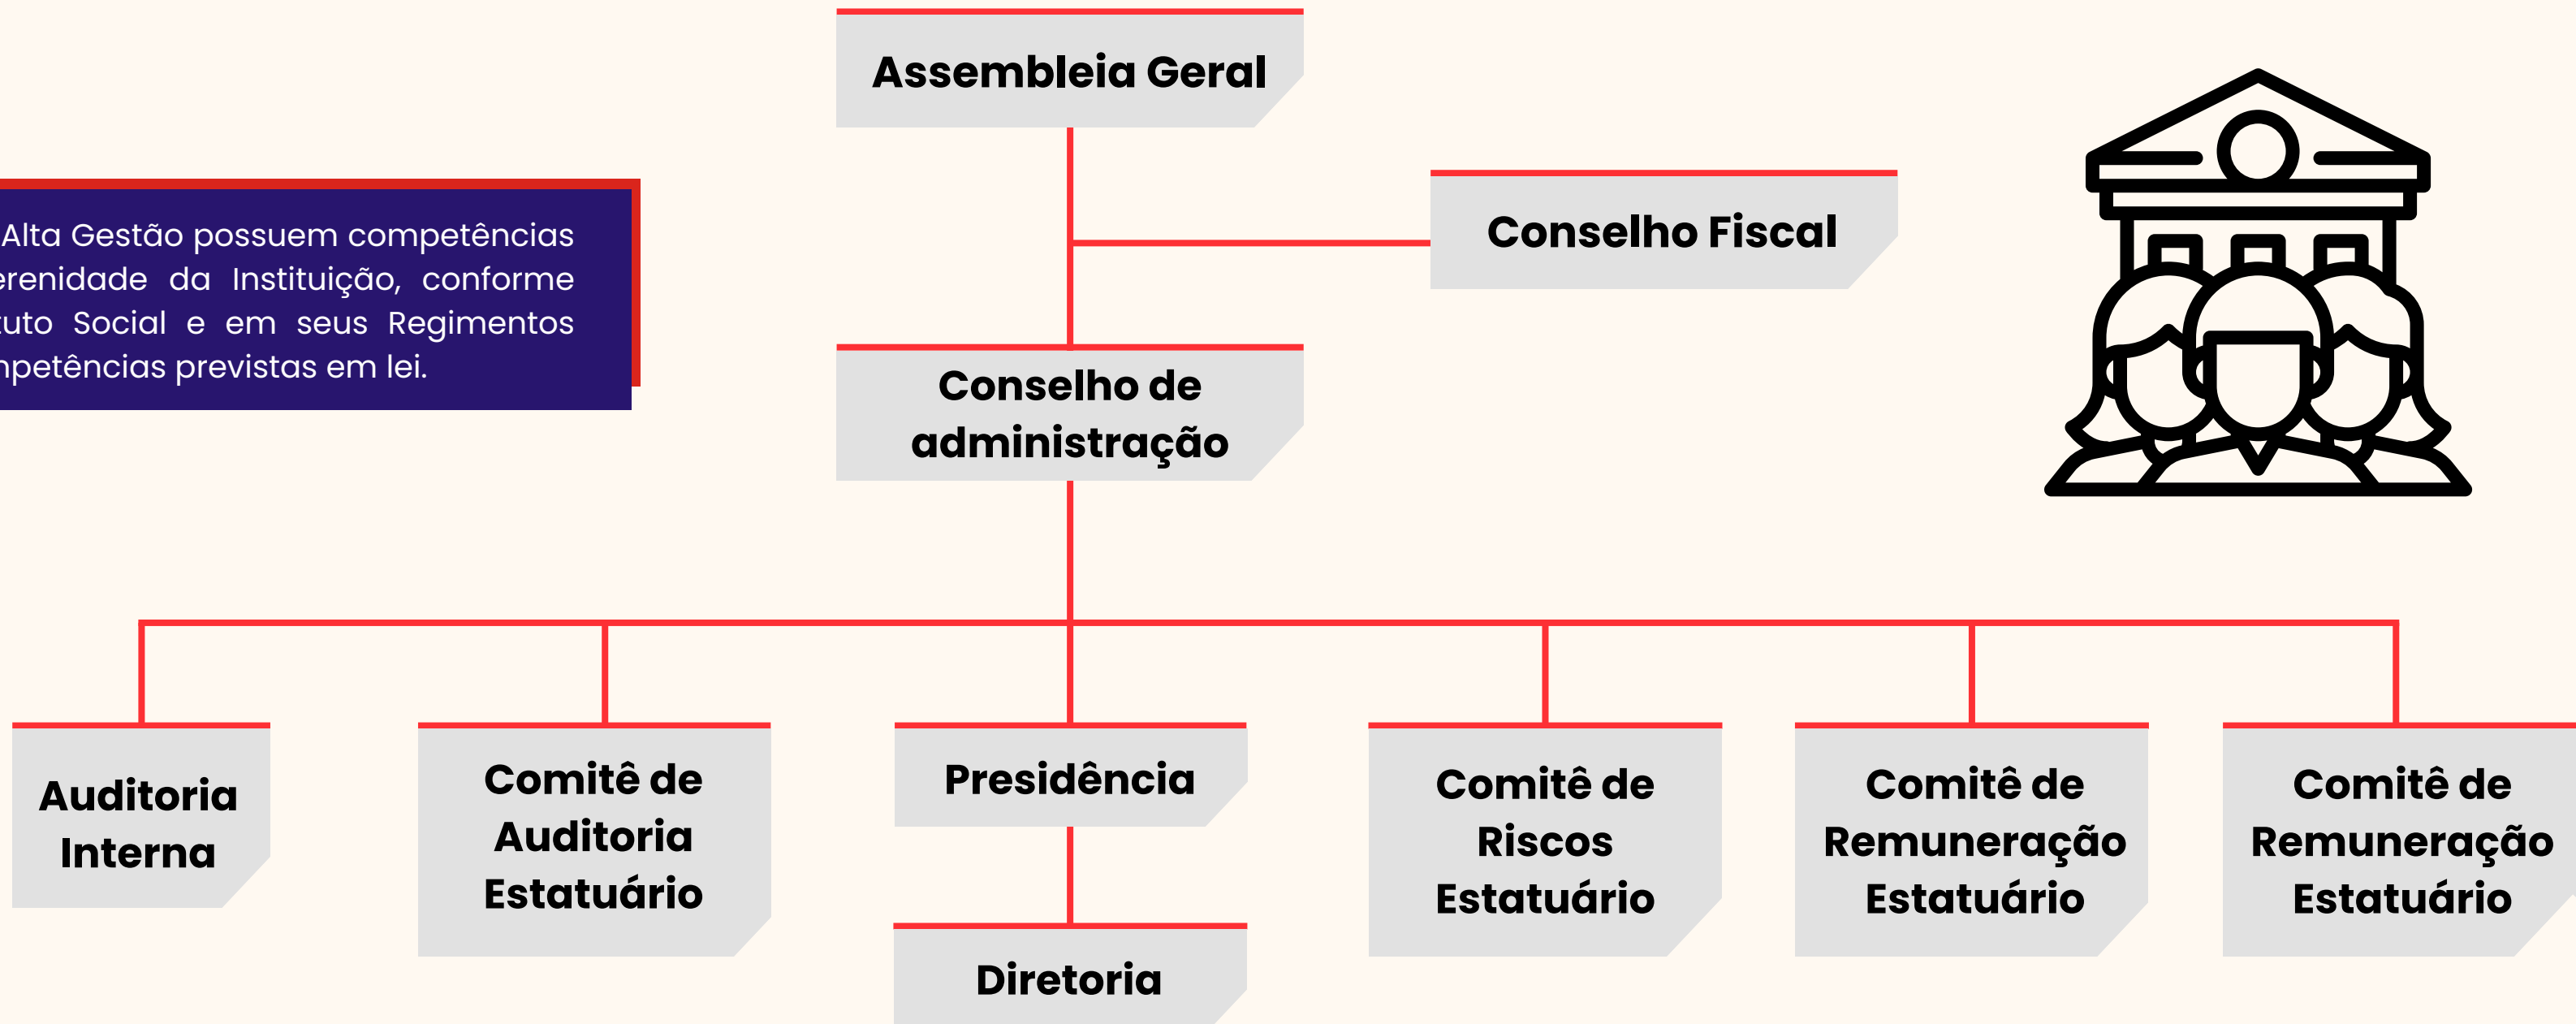 Assembleia Geral
Conselho Fiscal
Alta Gestão possuem competências
erenidade da Instituição, conforme
tuto Social e em seus Regimentos
mpetências previstas em lei.
Conselho de
administração
Auditoria
Interna
Comitê de
Auditoria
Estatuário
Presidência
Diretoria
Comitê de
Riscos
Estatuário
Comitê de
Remuneração
Estatuário
Comitê de
Remuneração
Estatuário